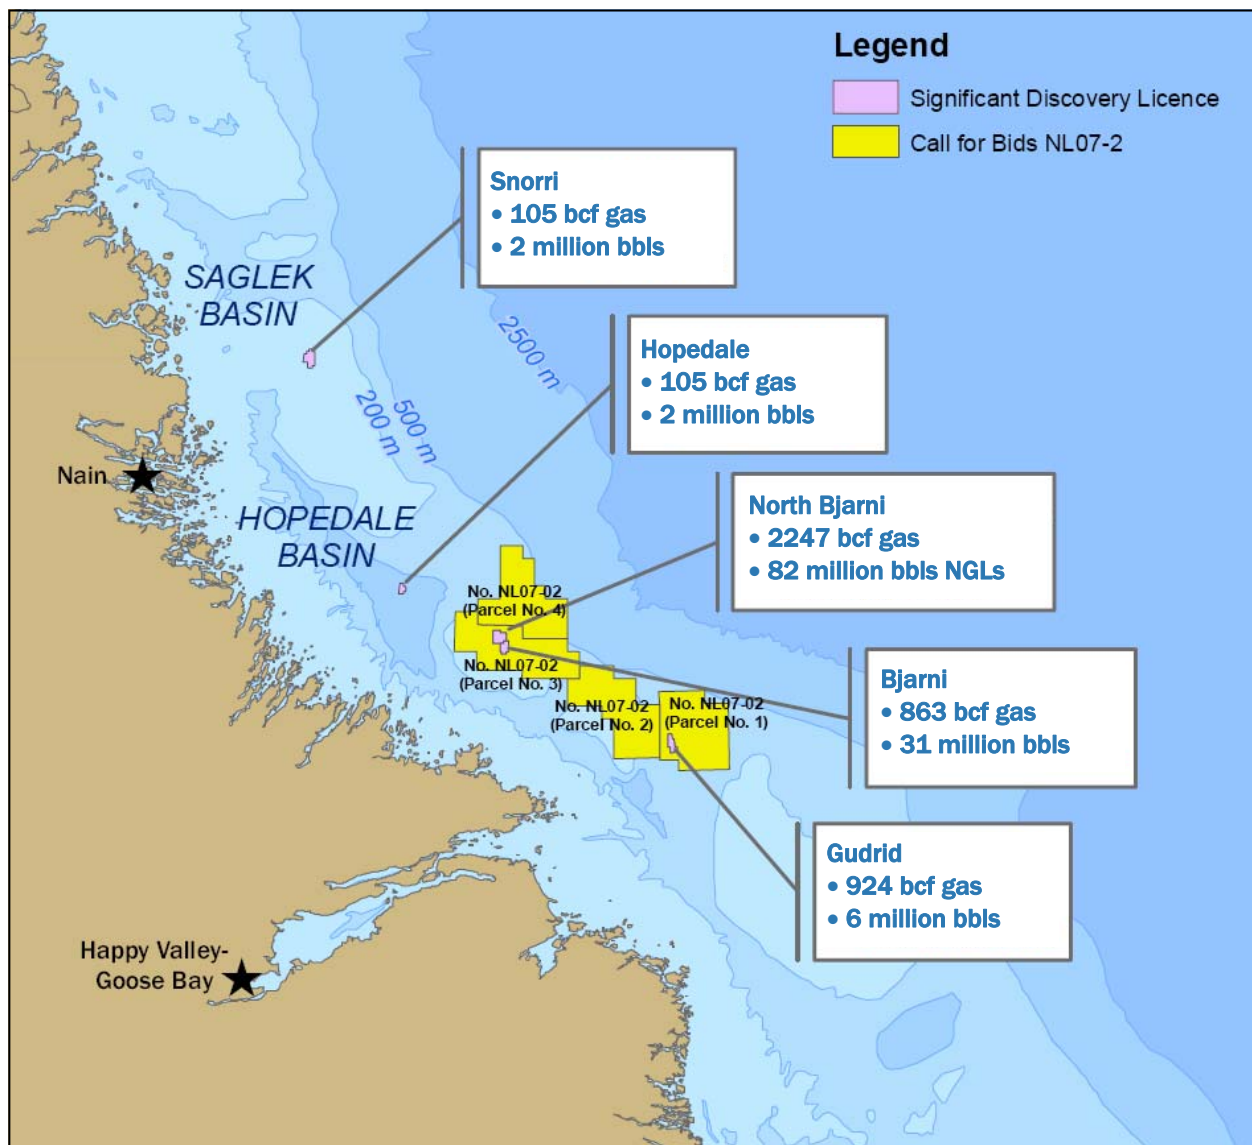 Legend
Significant Discovery Licence
Call for Bids NL07-2
Snorri
• 105 bcf gas
• 2 million bbls
SAGLEK
BASIN
2500 m
Hopedale
• 105 bcf gas
• 2 million bbls
500 m
200 m
Nain
HOPEDALE
BASIN
North Bjarni
• 2247 bcf gas
• 82 million bbls NGLs
No. NL07-02
(Parcel No. 4)
No. NL07-02
(Parcel No. 3)
No. NL07-02
(Parcel No. 2)
No. NL07-02
(Parcel No. 1)
Bjarni
• 863 bcf gas
• 31 million bbls
Gudrid
• 924 bcf gas
• 6 million bbls
Happy Valley-
Goose Bay